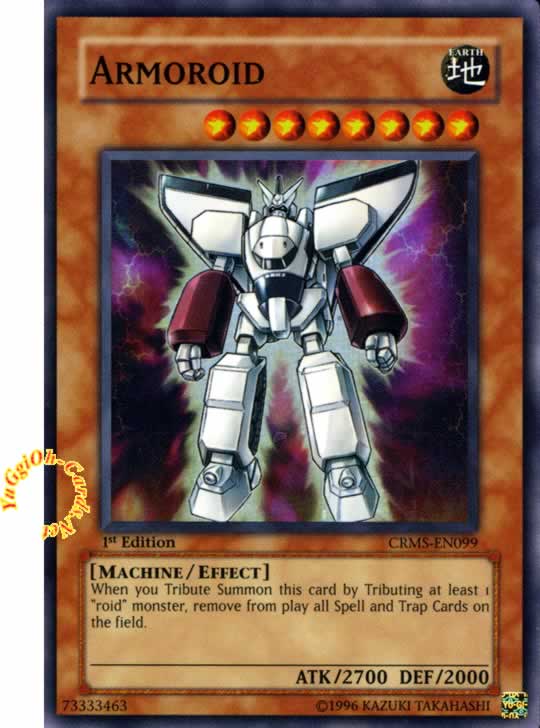 ARMOROID
EARTH
地
1st Edition
CRMS-EN099
[MACHINE/EFFECT]
When you Tribute Summon this card by Tributing at least 1
"roid" monster, remove from play all Spell and Trap Cards on
the field.
ATK/2700 DEF/2000
73333463
©1996 KAZUKI TAKAHASHI
YuGgiOh-Cards.Net